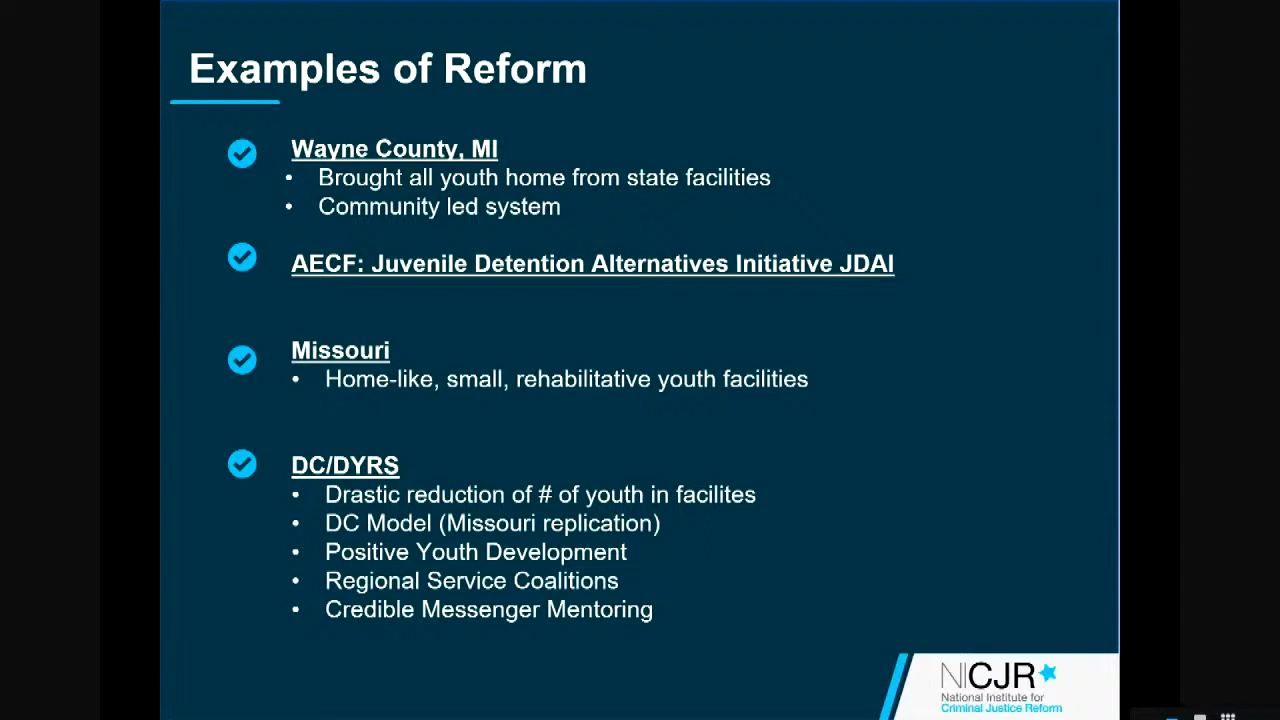 Examples of Reform
Wayne County, MI
• Brought all youth home from state facilities
• Community led system
AECF: Juvenile Detention Alternatives Initiative JDAI
Missouri
• Home-like, small, rehabilitative youth facilities
DC/DYRS
• Drastic reduction of # of youth in facilites
• DC Model (Missouri replication)
• Positive Youth Development
• Regional Service Coalitions
• Credible Messenger Mentoring
NICJR
National Institute for
Criminal Justice Reform